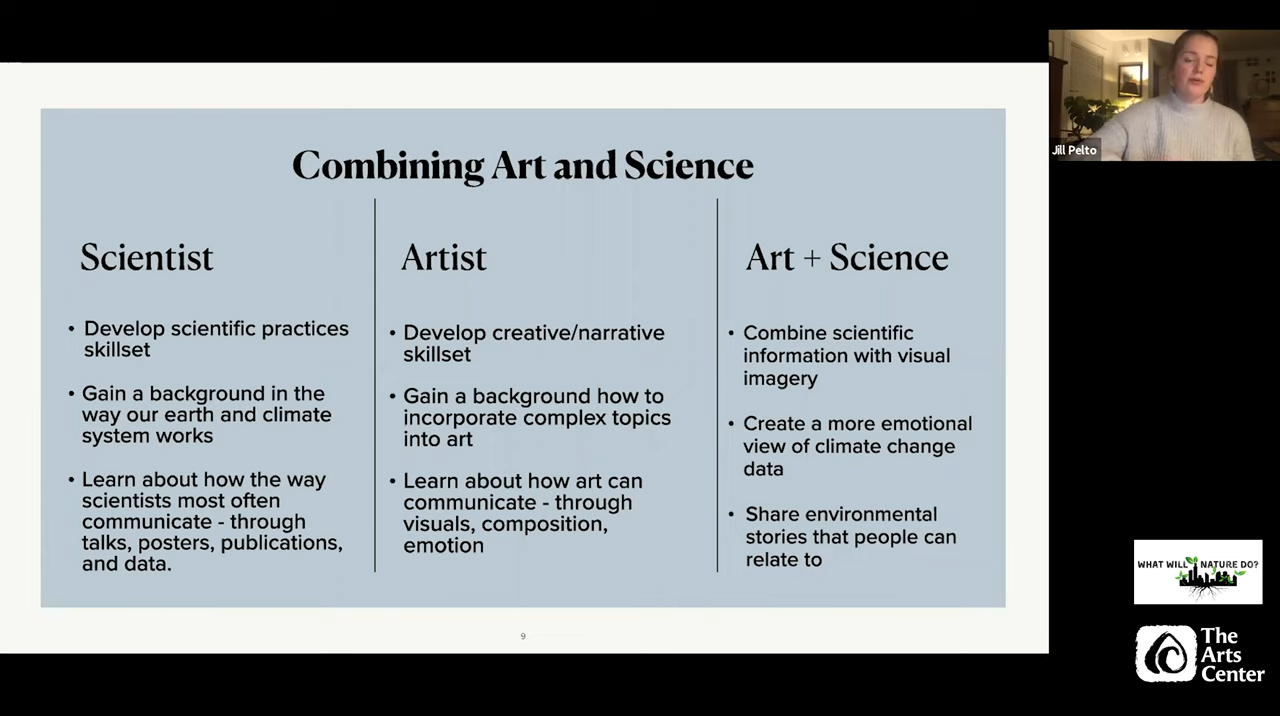 Combining Art and Science
Scientist
• Develop scientific practices
skillset
• Gain a background in the
way our earth and climate
system works
• Learn about how the way
scientists most often
communicate - through
talks, posters, publications,
and data.
Artist
• Develop creative/narrative
skillset
• Gain a background how to
incorporate complex topics
into art
• Learn about how art can
communicate - through
visuals, composition,
emotion
Art + Science
• Combine scientific
information with visual
imagery
• Create a more emotional
view of climate change
data
• Share environmental
stories that people can
relate to
9
Jill Pelto
WHAT WILL NATURE DO?
The
Arts
Center